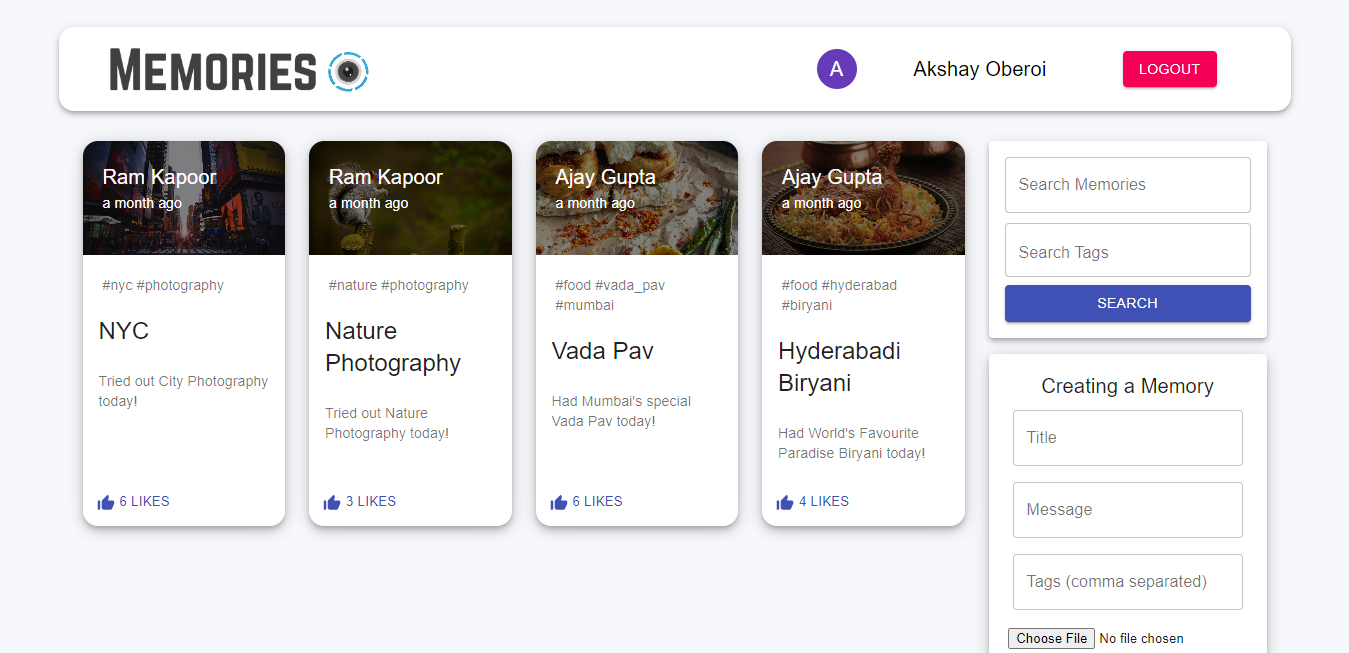 MEMORIES
A
Akshay Oberoi
LOGOUT
Ram Kapoor
a month ago
#nyc #photography
NYC
Tried out City Photography
today!
6 LIKES
Ram Kapoor
a month ago
#nature #photography
Nature
Photography
Tried out Nature
Photography today!
3 LIKES
Ajay Gupta
a month ago
#food #vada_pav
#mumbai
Vada Pav
Had Mumbai's special
Vada Pav today!
6 LIKES
Ajay Gupta
a month ago
#food #hyderabad
#biryani
Hyderabadi
Biryani
Had World's Favourite
Paradise Biryani today!
4 LIKES
Search Memories
Search Tags
SEARCH
Creating a Memory
Title
Message
Tags (comma separated)
Choose File No file chosen